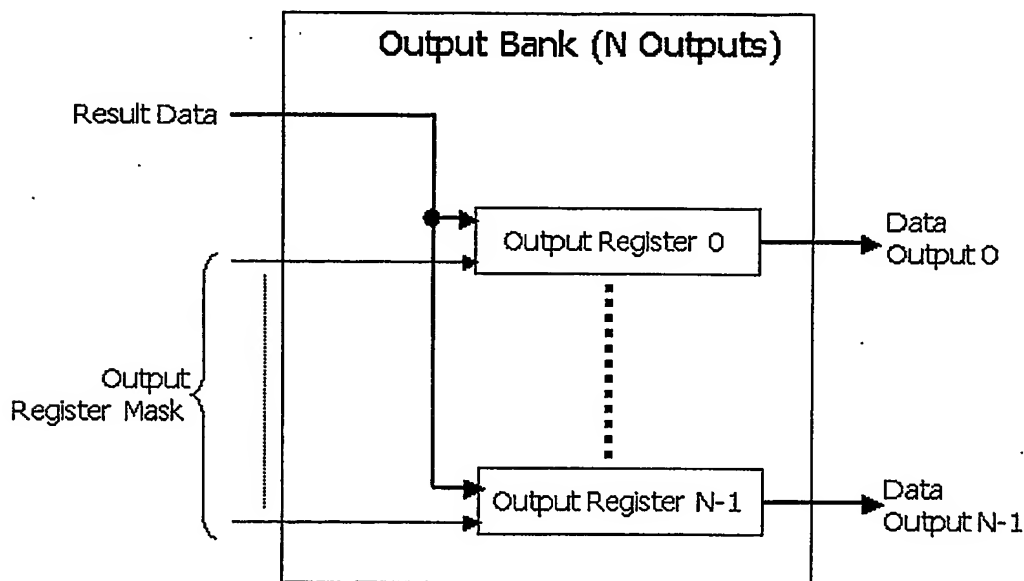 Output Bank (N Outputs)
Result Data
Output Register 0
Data
Output 0
Output
Register Mask
Output Register N-1
Data
Output N-1